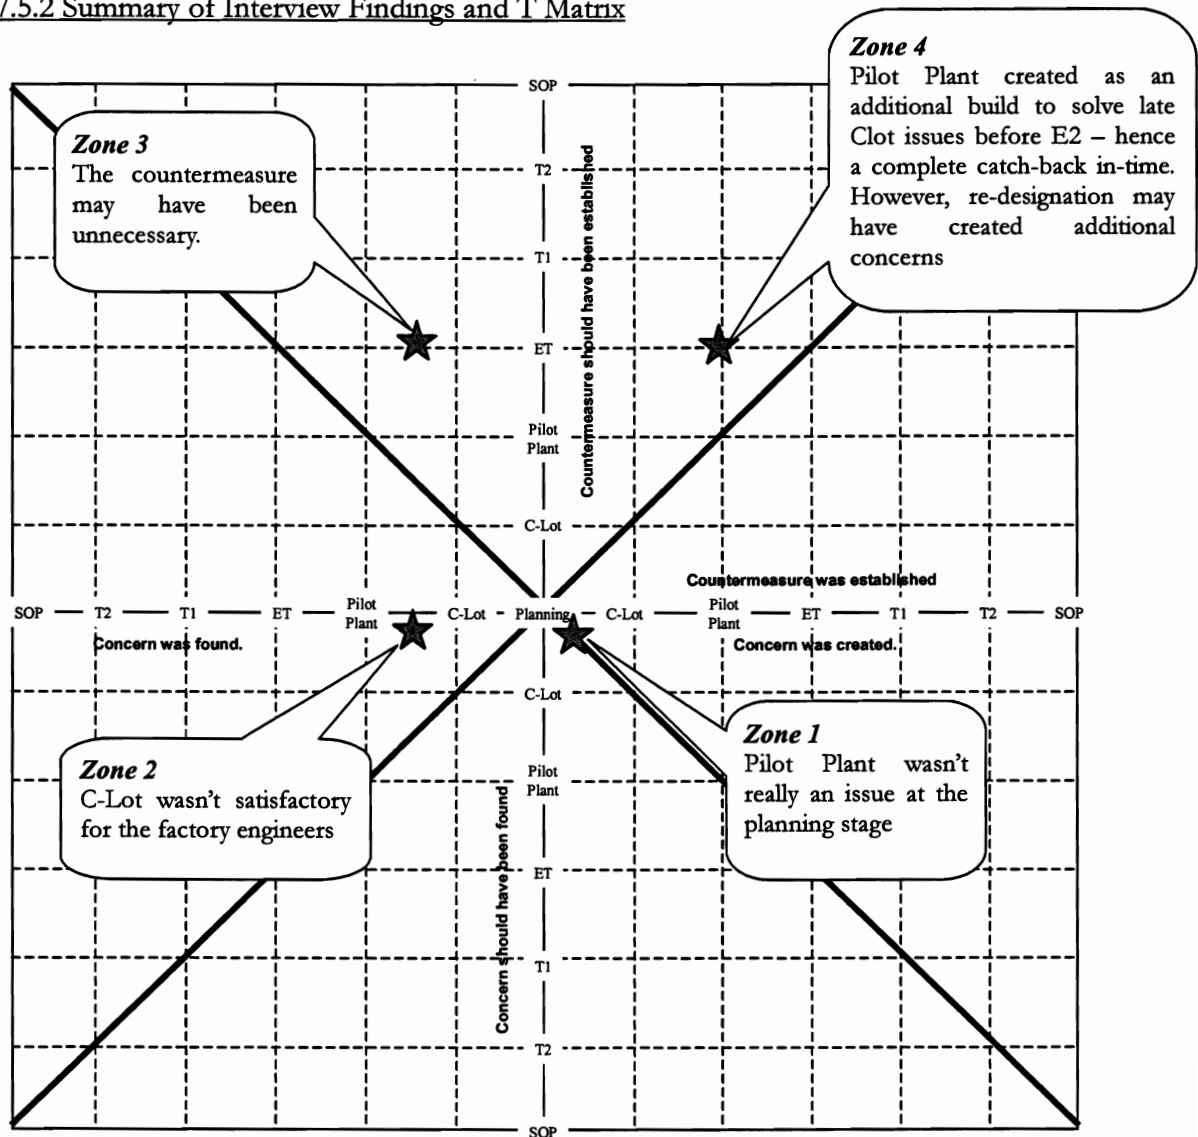 7.5.2 Summary of Interview Findings and T Matrix
Zone 4
Pilot Plant created as an
additional build to solve late
Clot issues before E2 – hence
a complete catch-back in-time.
However, re-designation may
have created additional
concerns
Zone 3
The countermeasure
may have been
unnecessary.
SOP
T2
T1
ET
Pilot
Plant
C-Lot
Countermeasure should have been established
Countermeasure was established
SOP T2 T1 ET Pilot Plant C-Lot Planning C-Lot Pilot Plant ET T1 T2 SOP
Concern was found.
Concern was created.
C-Lot
Pilot
Plant
ET
T1
T2
SOP
Concern should have been found
Zone 2
C-Lot wasn't satisfactory
for the factory engineers
Zone 1
Pilot Plant wasn't
really an issue at the
planning stage